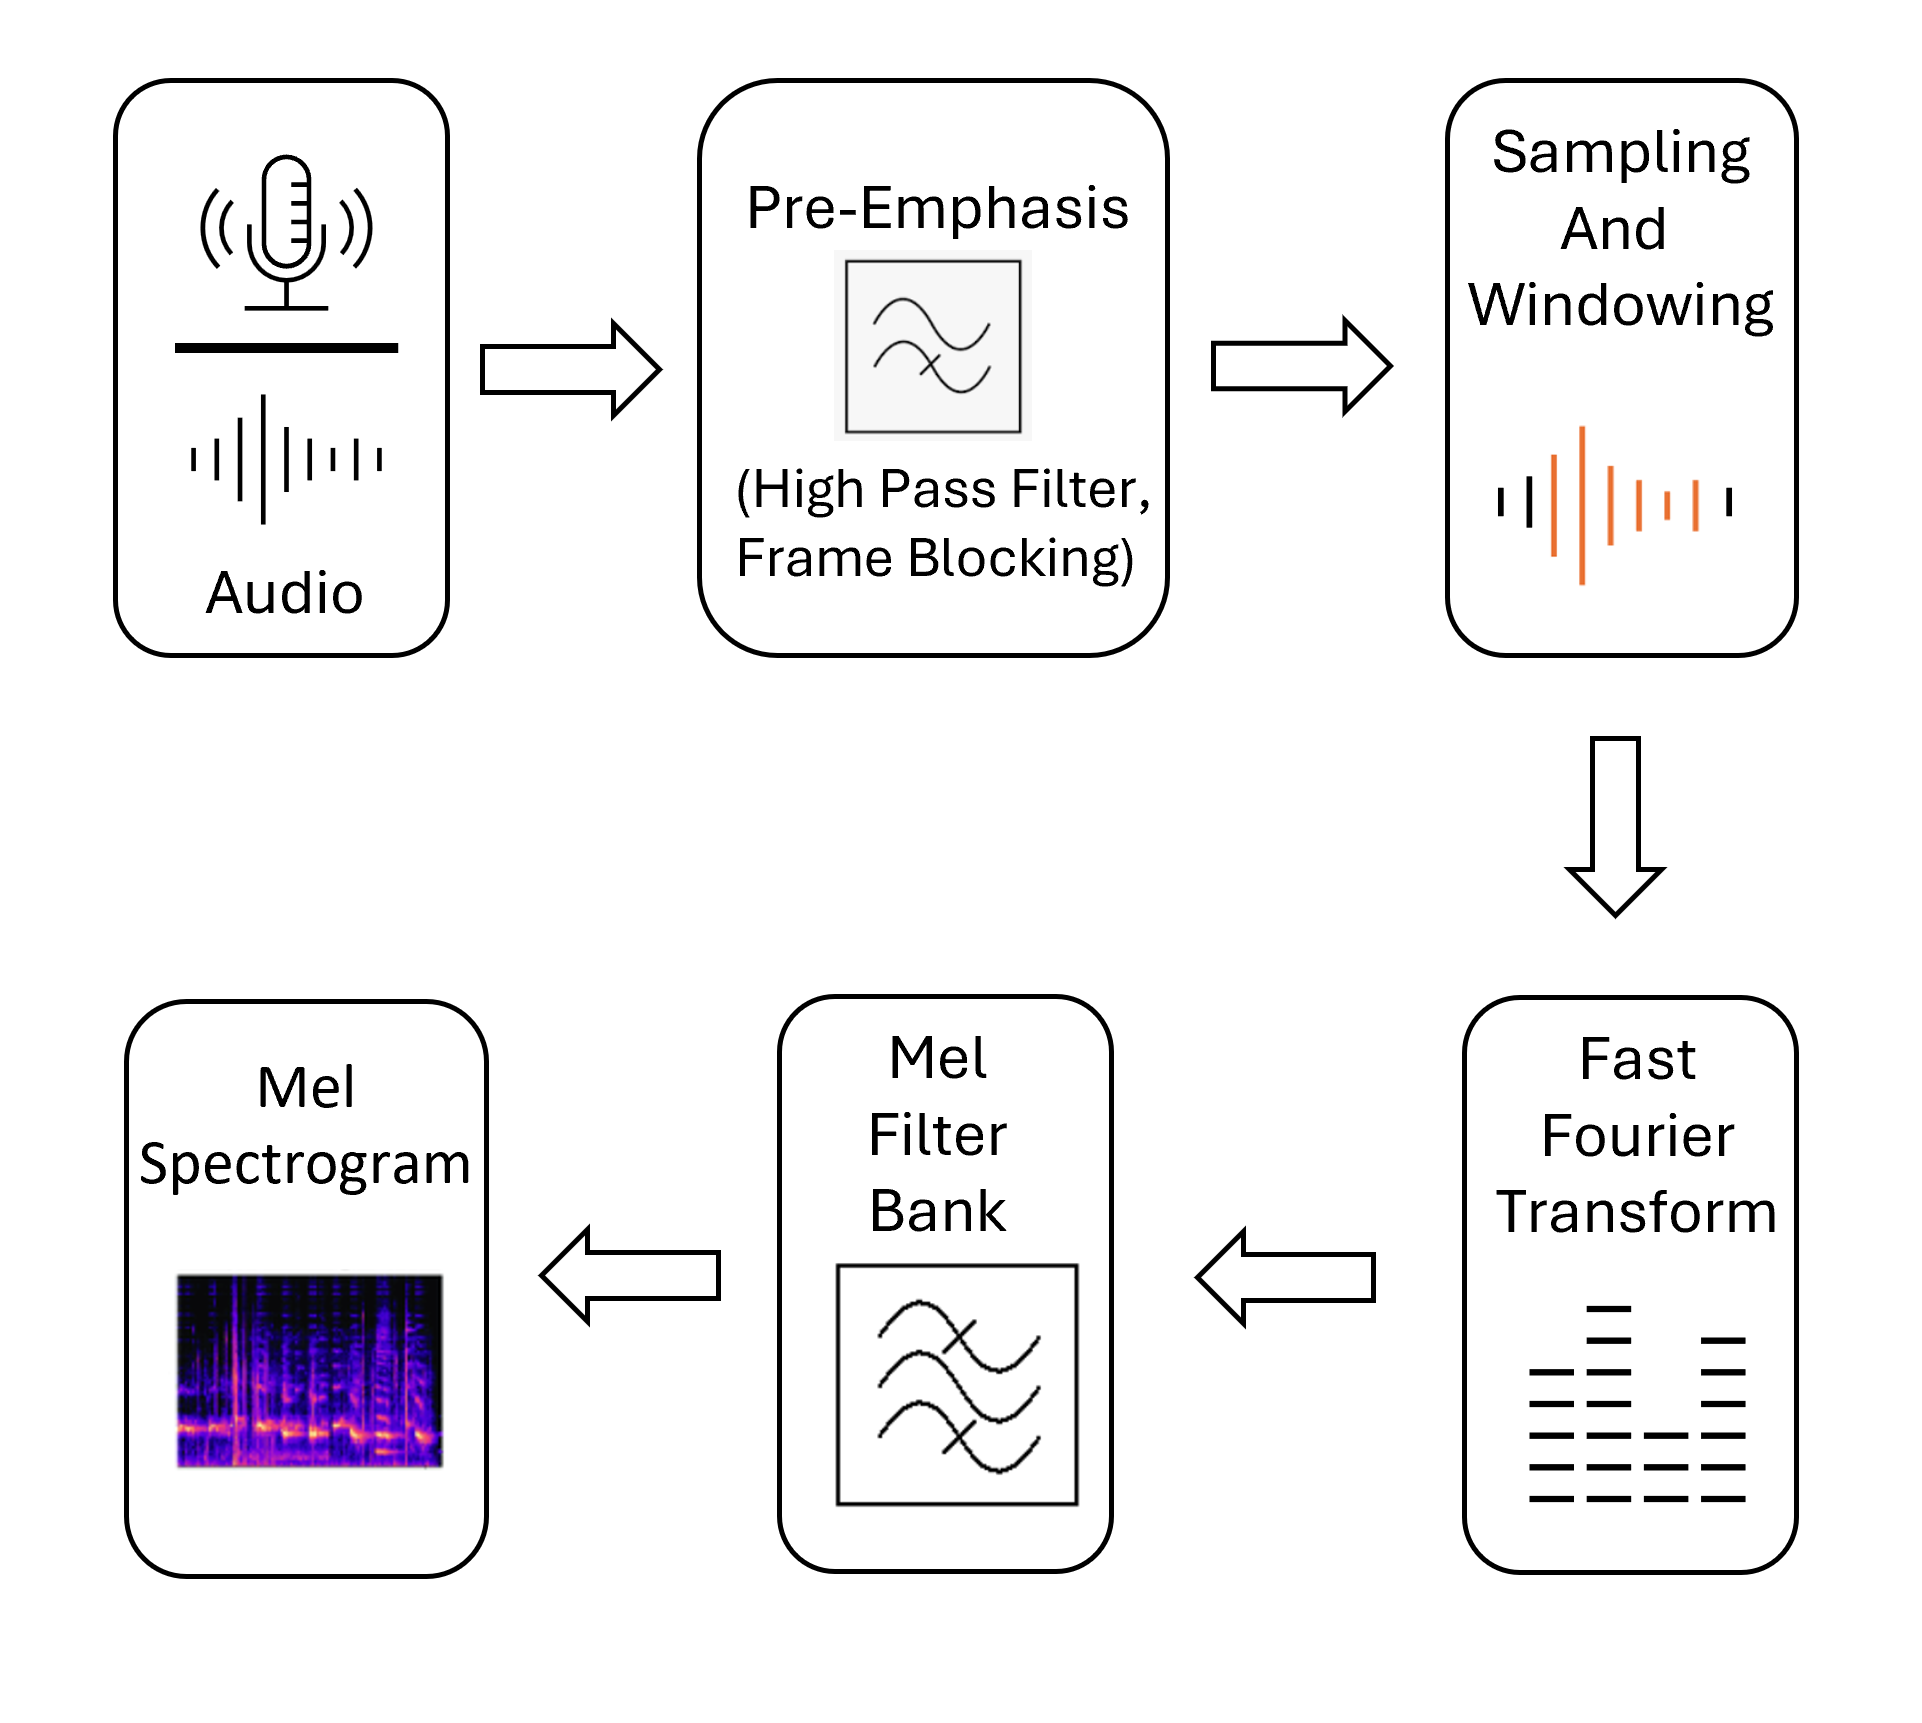 Audio
Pre-Emphasis
(High Pass Filter,
Frame Blocking)
Sampling
And
Windowing
Fast
Fourier
Transform
Mel
Filter
Bank
Mel
Spectrogram